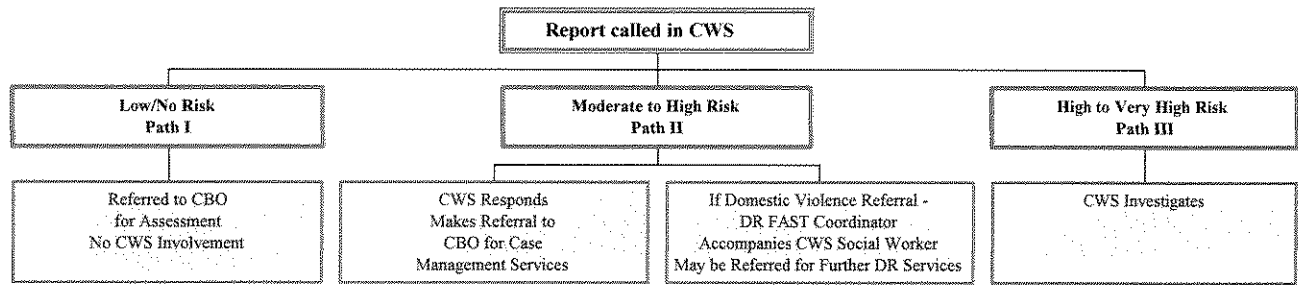 Report called in CWS
Low/No Risk
Path I
Moderate to High Risk
Path II
High to Very High Risk
Path III
Referred to CBO
for Assessment
No CWS Involvement
CWS Responds
Makes Referral to
CBO for Case
Management Services
If Domestic Violence Referral -
DR FAST Coordinator
Accompanies CWS Social Worker
May be Referred for Further DR Services
CWS Investigates